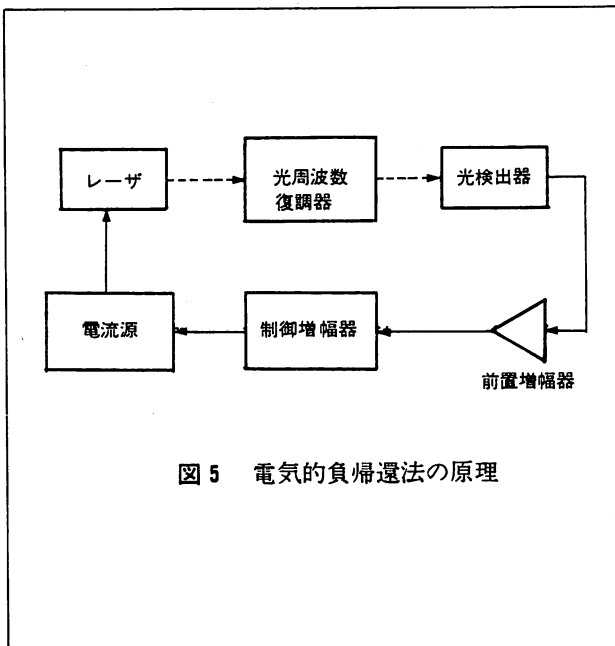 レーザ
光周波数
復調器
光検出器
電流源
制御増幅器
前置増幅器
図5 電気的負帰還法の原理